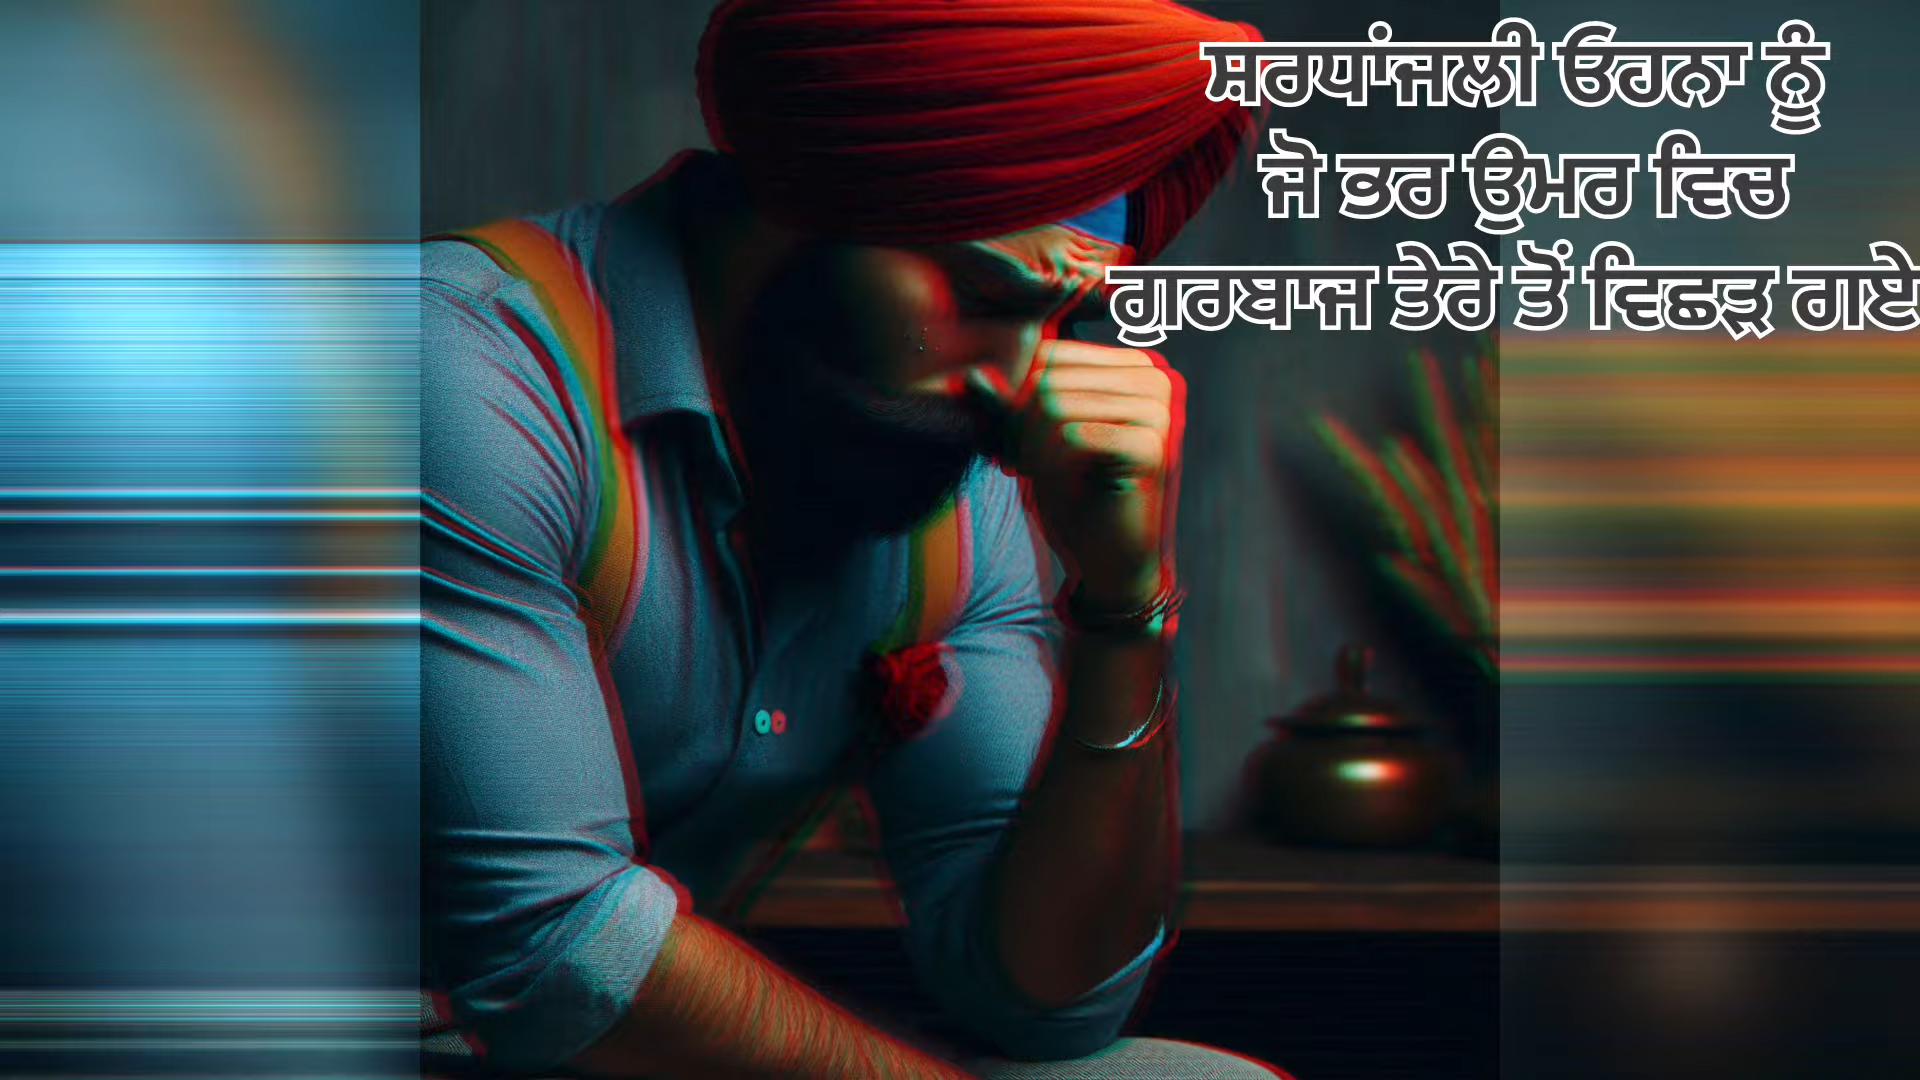 ਸ਼ਰਧਾਂਜਲੀ ਓਹਨਾ ਨੂੰ
ਜੋ ਭਰ ਉਮਰ ਵਿਚ
ਗੁਰਬਾਜ ਤੇਰੇ ਤੋਂ ਵਿਛੜ ਗਏ